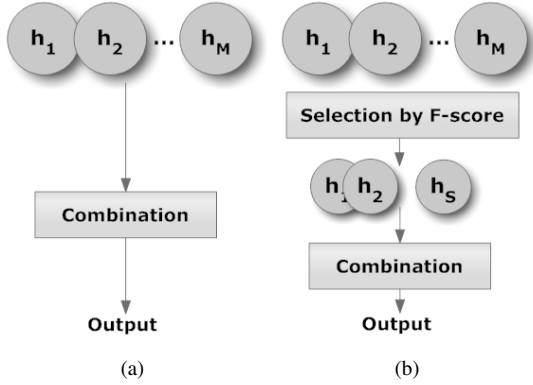 h1 h2 ... hM
Combination
Output
(a)
h1 h2 ... hM
Selection by F-score
h1 h2 hS
Combination
Output
(b)